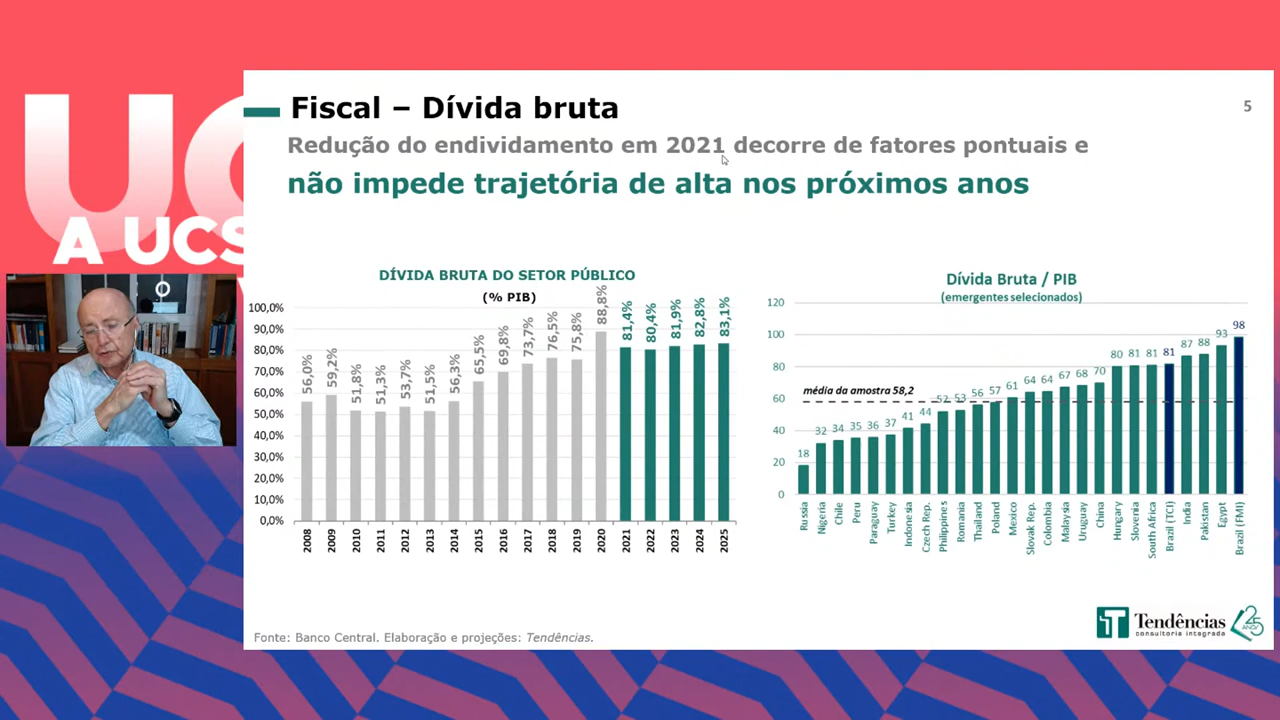 UC
A UCS
O
Fiscal – Dívida bruta
5
Redução do endividamento em 2021 decorre de fatores pontuais e
não impede trajetória de alta nos próximos anos
DÍVIDA BRUTA DO SETOR PÚBLICO
(% PIB)
100,0%
90,0%
80,0%
70,0%
60,0%
50,0%
40,0%
30,0%
20,0%
10,0%
0,0%
56,0% 59,2% 51,8% 51,3% 53,7% 51,5% 56,3% 65,5% 69,8% 73,7% 76,5% 75,8% 88,8% 81,4% 80,4% 81,9% 82,8% 83,1%
2008 2009 2010 2011 2012 2013 2014 2015 2016 2017 2018 2019 2020 2021 2022 2023 2024 2025
Dívida Bruta / PIB
(emergentes selecionados)
120
100
80
60
40
20
0
média da amostra 58,2
18 32 34 35 36 37 41 44 52 53 56 57 61 64 64 67 68 70 80 81 81 81 87 88 93 98
Russia Nigeria Chile Peru Paraguay Turkey Indonesia Czech Rep. Philippines Romania Thailand Poland Mexico Slovak Rep. Colombia Malaysia Uruguay China Hungary Slovenia South Africa Brazil (TCI) India Pakistan Egypt Brazil (FMI)
Fonte: Banco Central. Elaboração e projeções: Tendências.
Tendências
consultoria integrada
25
ANOS